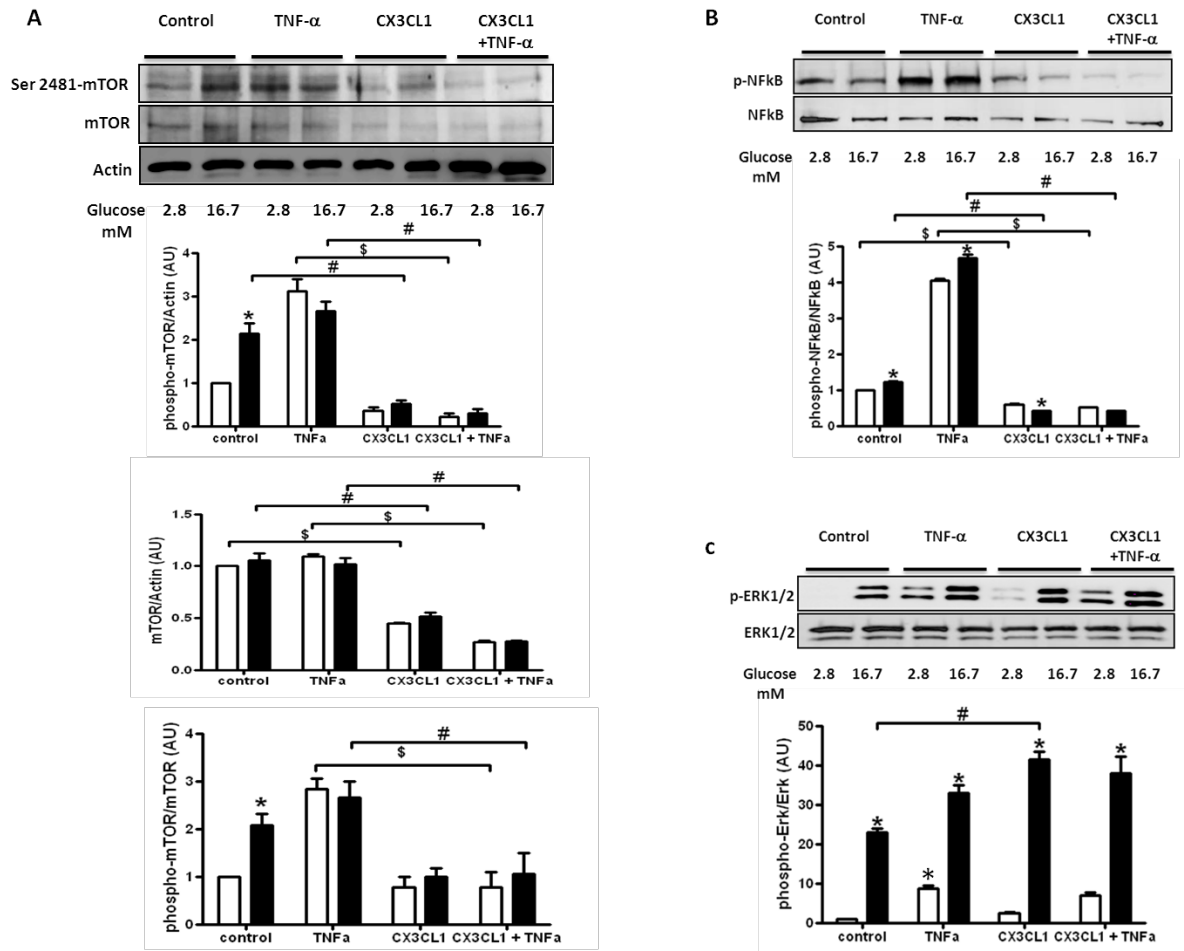 A
Control TNF-α CX3CL1 CX3CL1
+TNF-α
Ser 2481-mTOR
mTOR
Actin
Glucose 2.8 16.7 2.8 16.7 2.8 16.7 2.8 16.7
mM
#
$
#
phospho-mTOR/Actin (AU)
4
3
2
1
0
*
control TNFa CX3CL1 CX3CL1 + TNFa
#
#
$
$
mTOR/Actin (AU)
1.5
1.0
0.5
0.0
control TNFa CX3CL1 CX3CL1 + TNFa
#
$
phospho-mTOR/mTOR (AU)
4
3
2
1
0
*
control TNFa CX3CL1 CX3CL1 + TNFa
B
Control TNF-α CX3CL1 CX3CL1
+TNF-α
p-NFkB
NFkB
Glucose 2.8 16.7 2.8 16.7 2.8 16.7 2.8 16.7
mM
#
#
$
$
phospho-NFkB/NFkB (AU)
5
4
3
2
1
0
* * *
control TNFa CX3CL1 CX3CL1 + TNFa
c
Control TNF-α CX3CL1 CX3CL1
+TNF-α
p-ERK1/2
ERK1/2
Glucose 2.8 16.7 2.8 16.7 2.8 16.7 2.8 16.7
mM
#
phospho-Erk/Erk (AU)
50
40
30
20
10
0
* * * * *
control TNFa CX3CL1 CX3CL1 + TNFa